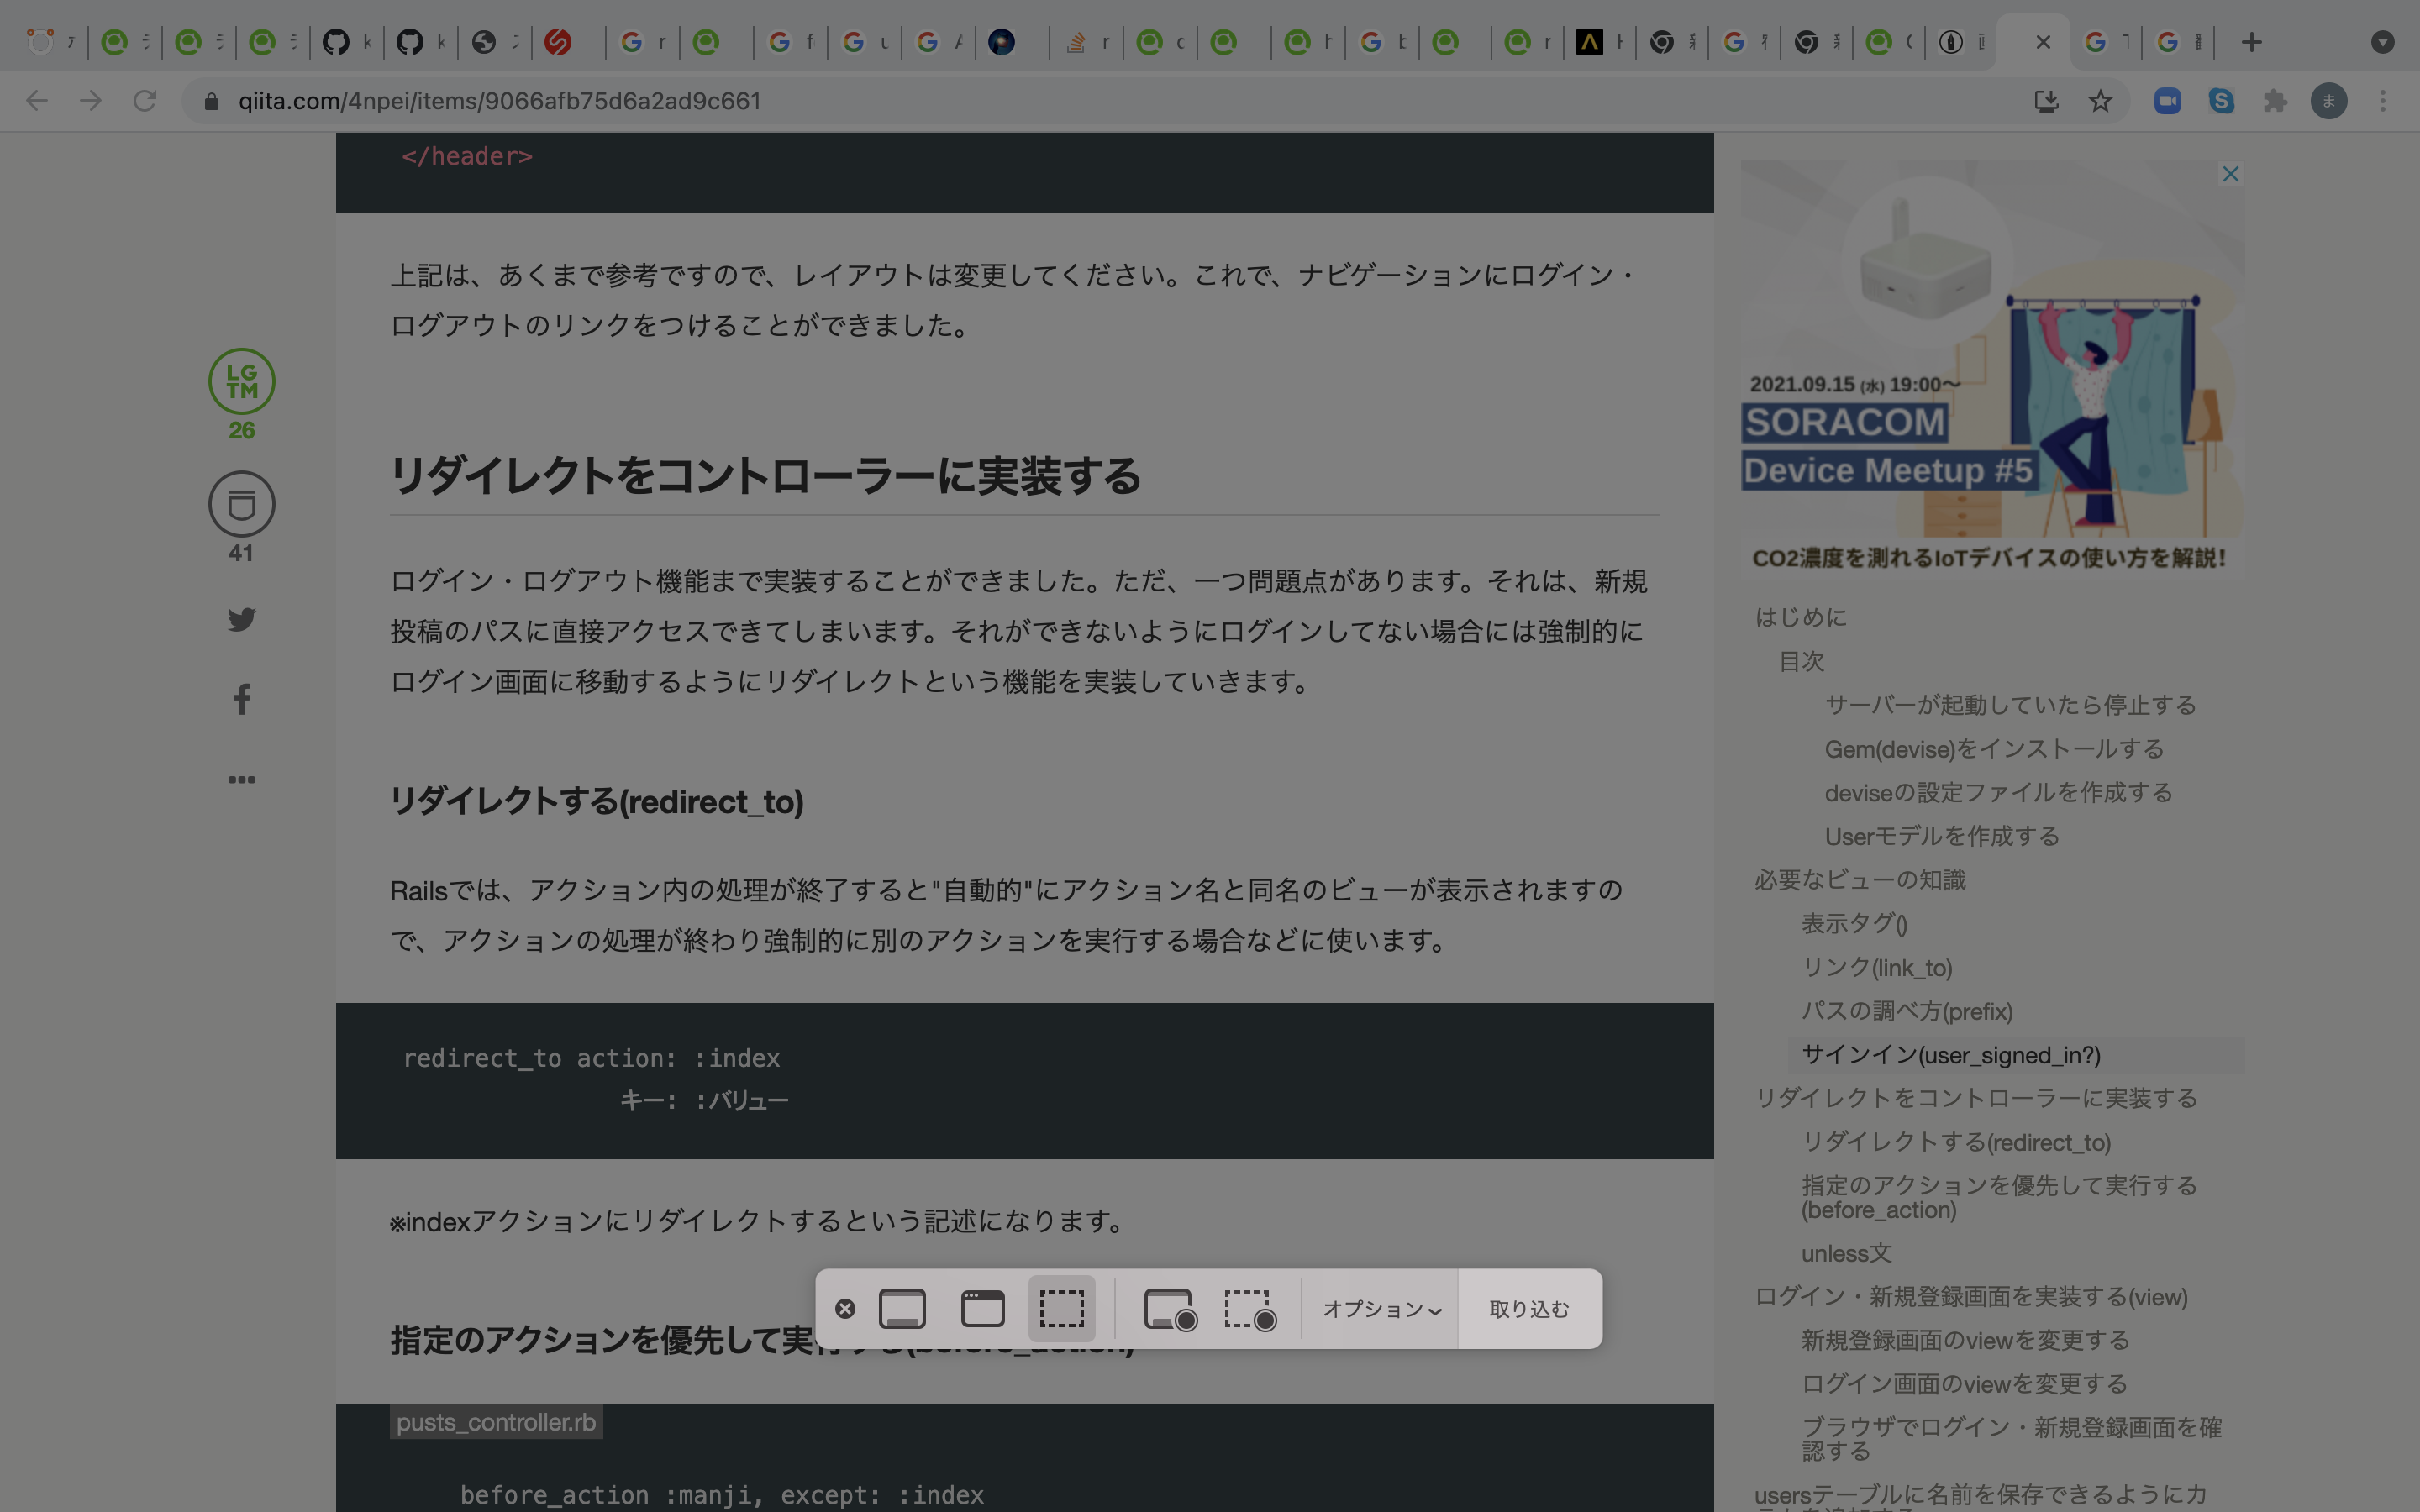 qiita.com/4npei/items/9066afb75d6a2ad9c661
ま
</header>
上記は、あくまで参考ですので、レイアウトは変更してください。これで、ナビゲーションにログイン・
ログアウトのリンクをつけることができました。
LG
TM
26
41
リダイレクトをコントローラーに実装する
ログイン・ログアウト機能まで実装することができました。ただ、一つ問題点があります。それは、新規
投稿のパスに直接アクセスできてしまいます。それができないようにログインしてない場合には強制的に
ログイン画面に移動するようにリダイレクトという機能を実装していきます。
リダイレクトする(redirect_to)
Railsでは、アクション内の処理が終了すると"自動的"にアクション名と同名のビューが表示されますの
で、アクションの処理が終わり強制的に別のアクションを実行する場合などに使います。
redirect_to action: :index
キー: :バリュー
※indexアクションにリダイレクトするという記述になります。
オプション
取り込む
指定のアクションを優先して実行する(before_action)
pusts_controller.rb
before_action :manji, except: :index
2021.09.15 (水) 19:00〜
SORACOM
Device Meetup #5
CO2濃度を測れるIoTデバイスの使い方を解説!
はじめに
目次
サーバーが起動していたら停止する
Gem(devise)をインストールする
deviseの設定ファイルを作成する
Userモデルを作成する
必要なビューの知識
表示タグ()
リンク(link_to)
パスの調べ方(prefix)
サインイン(user_signed_in?)
リダイレクトをコントローラーに実装する
リダイレクトする(redirect_to)
指定のアクションを優先して実行する
(before_action)
unless文
ログイン・新規登録画面を実装する(view)
新規登録画面のviewを変更する
ログイン画面のviewを変更する
ブラウザでログイン・新規登録画面を確
認する
usersテーブルに名前を保存できるようにカ